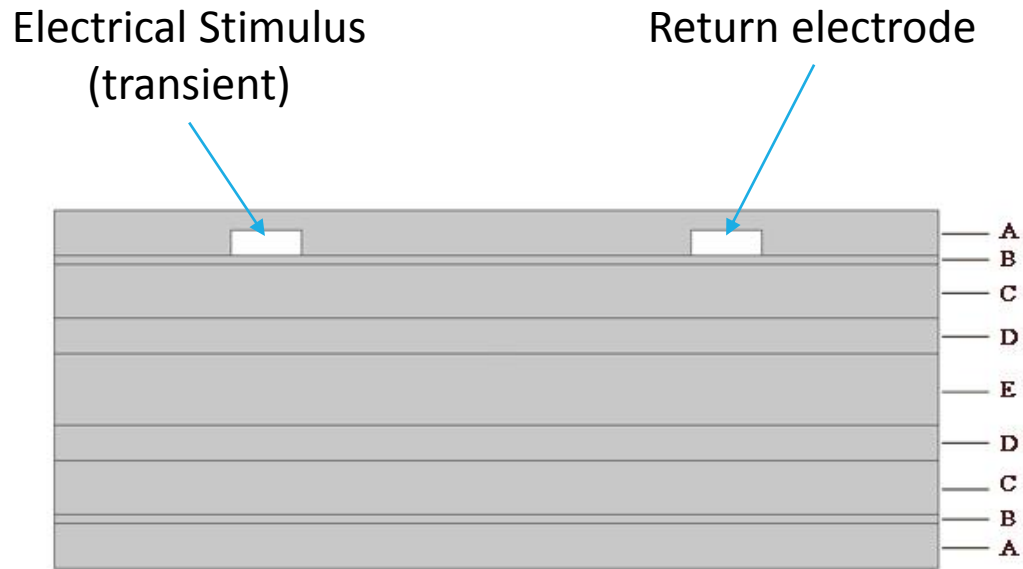 Electrical Stimulus
(transient)
Return electrode
A
B
C
D
E
D
C
B
A